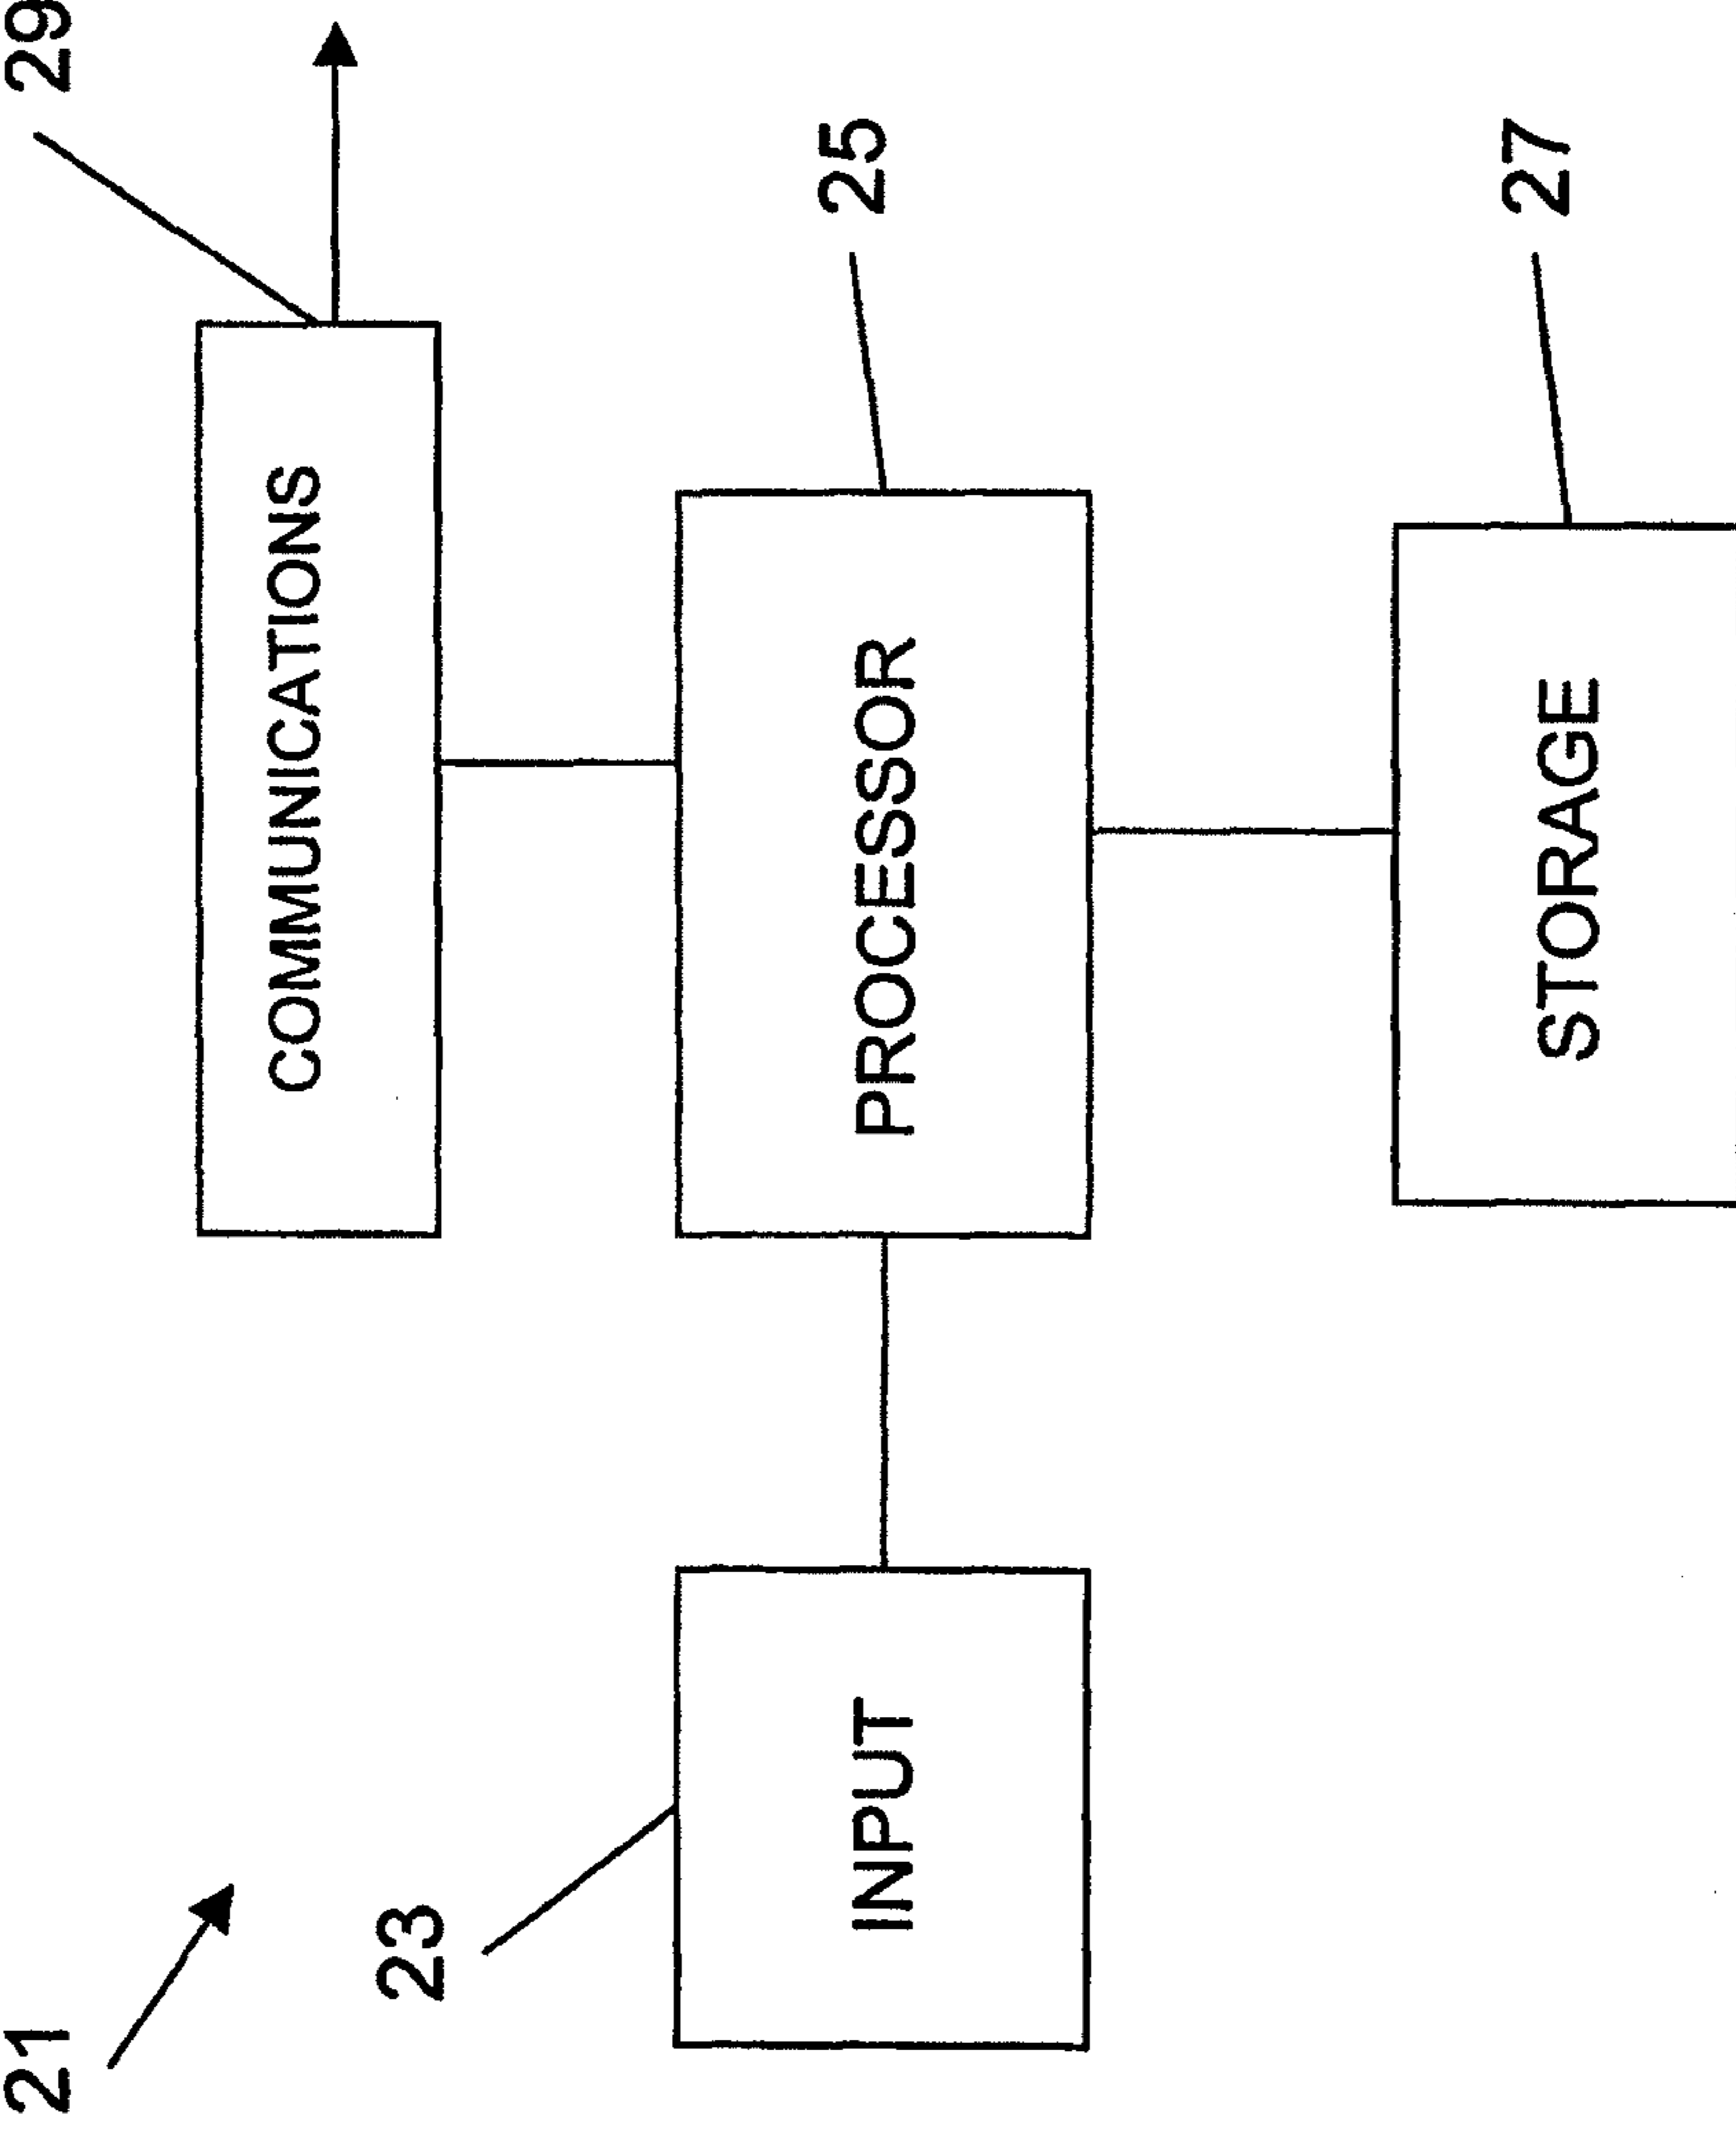 29
COMMUNICATIONS
25
PROCESSOR
27
STORAGE
21
23
INPUT